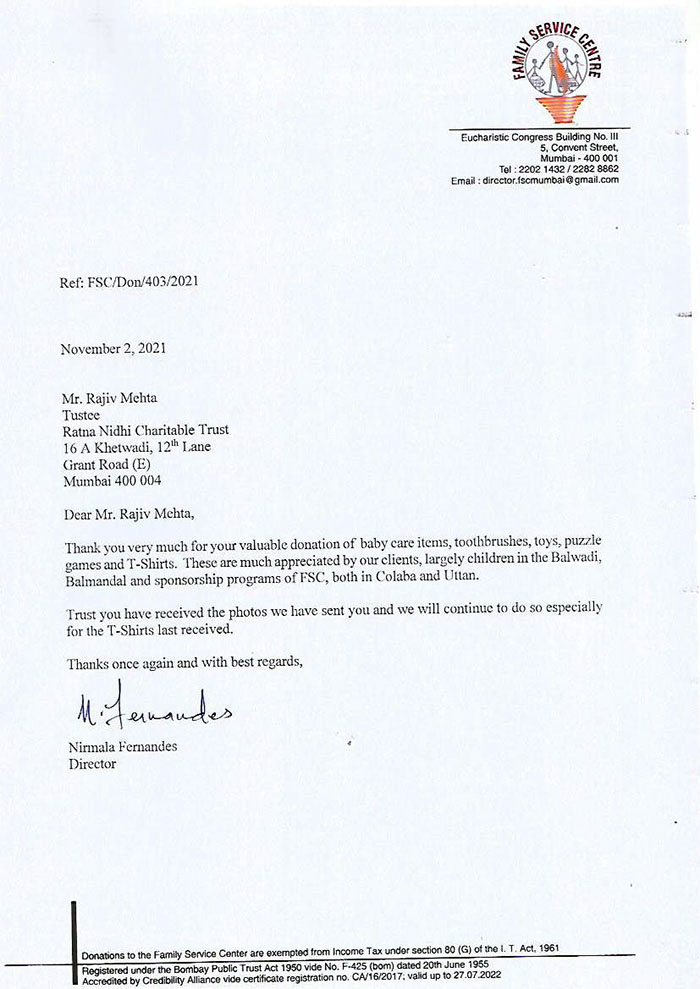 FAMILY SERVICE CENTRE
Eucharistic Congress Building No. III
5, Convent Street,
Mumbai - 400 001
Tel : 2202 1432 / 2282 8862
Email : director.fscmumbai@gmail.com
Ref: FSC/Don/403/2021
November 2, 2021
Mr. Rajiv Mehta
Tustee
Ratna Nidhi Charitable Trust
16 A Khetwadi, 12th Lane
Grant Road (E)
Mumbai 400 004
Dear Mr. Rajiv Mehta,
Thank you very much for your valuable donation of baby care items, toothbrushes, toys, puzzle
games and T-Shirts. These are much appreciated by our clients, largely children in the Balwadi,
Balmandal and sponsorship programs of FSC, both in Colaba and Uttan.
Trust you have received the photos we have sent you and we will continue to do so especially
for the T-Shirts last received.
Thanks once again and with best regards,
N. Fernandes
Nirmala Fernandes
Director
Donations to the Family Service Center are exempted from Income Tax under section 80 (G) of the I. T. Act, 1961
Registered under the Bombay Public Trust Act 1950 vide No. F-425 (bom) dated 20th June 1955
Accredited by Credibility Alliance vide certificate registration no. CA/16/2017; valid up to 27.07.2022